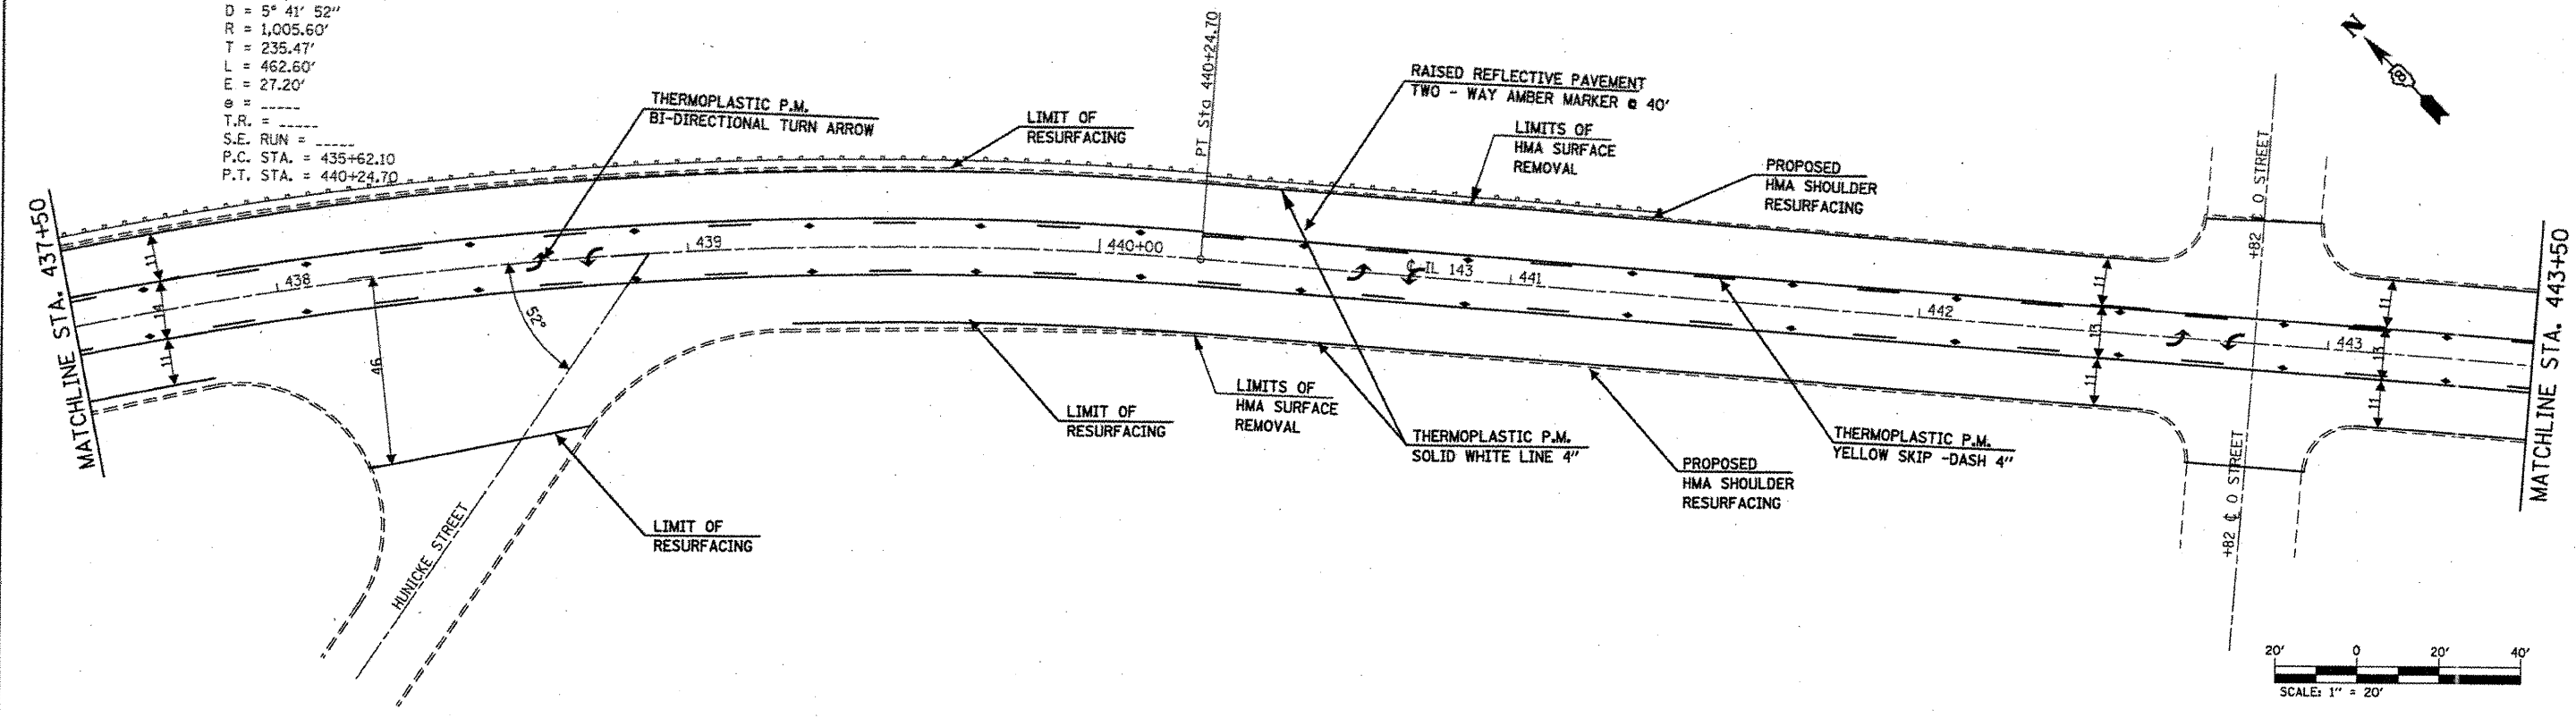 D = 5° 41' 52"
R = 1,005.60'
T = 235.47'
L = 462.60'
E = 27.20'
e = _____
T.R. = _____
S.E. RUN = _____
P.C. STA. = 435+62.10
P.T. STA. = 440+24.70
THERMOPLASTIC P.M.
BI-DIRECTIONAL TURN ARROW
LIMIT OF
RESURFACING
PT Sta 440+24.70
RAISED REFLECTIVE PAVEMENT
TWO - WAY AMBER MARKER @ 40'
LIMITS OF
HMA SURFACE
REMOVAL
PROPOSED
HMA SHOULDER
RESURFACING
+82 ℄ O STREET
N
8
MATCHLINE STA. 437+50
11
14
11
438
46
52°
439
440+00
℄ IL 143
441
442
11
13
11
443
11
13
11
MATCHLINE STA. 443+50
HUNICKE STREET
LIMIT OF
RESURFACING
LIMIT OF
RESURFACING
LIMITS OF
HMA SURFACE
REMOVAL
THERMOPLASTIC P.M.
SOLID WHITE LINE 4"
PROPOSED
HMA SHOULDER
RESURFACING
THERMOPLASTIC P.M.
YELLOW SKIP -DASH 4"
+82 ℄ O STREET
20' 0 20' 40'
SCALE: 1" = 20'